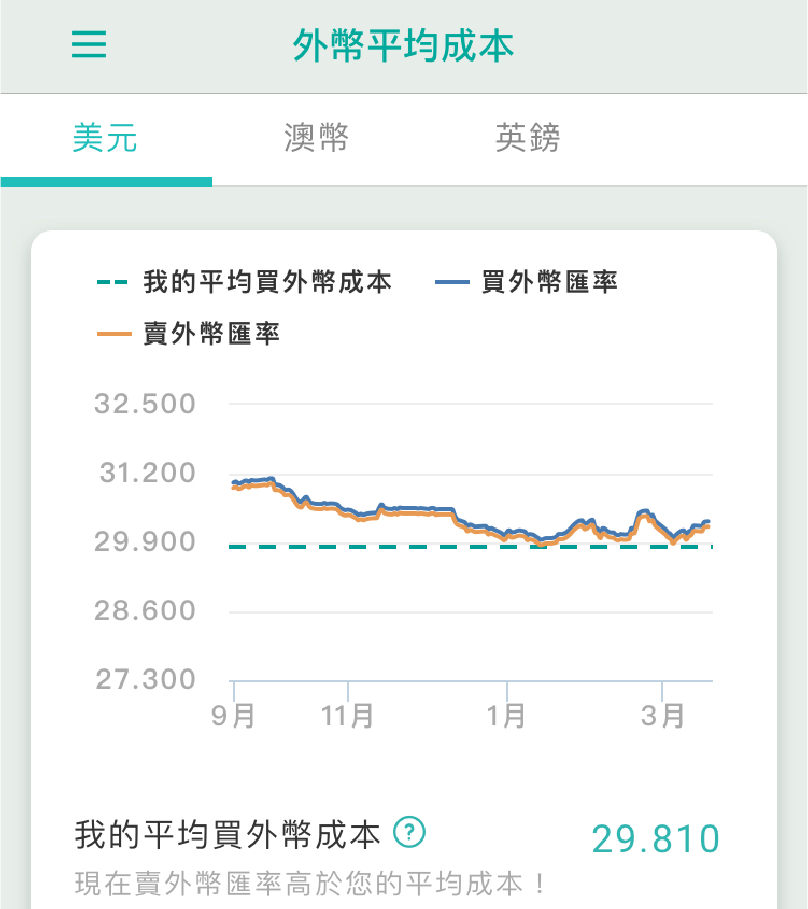 外幣平均成本
美元 澳幣 英鎊
我的平均買外幣成本 買外幣匯率
賣外幣匯率
32.500
31.200
29.900
28.600
27.300
9月 11月 1月 3月
我的平均買外幣成本 ? 29.810
現在賣外幣匯率高於您的平均成本！